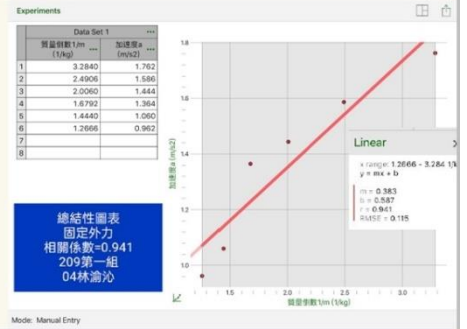 Experiments
Data Set 1
質量倒數1/m (1/kg) 加速度a (m/s2)
1 3.2840 1.762
2 2.4906 1.586
3 2.0060 1.444
4 1.6792 1.364
5 1.4440 1.060
6 1.2666 0.962
7
8
總結性圖表
固定外力
相關係數=0.941
209第一組
04林渝沁
加速度a (m/s2)
1.8
1.6
1.4
1.2
1.0
1.5 2.0 2.5 3.0
質量倒數1/m (1/kg)
Linear
x range: 1.2666 - 3.284 1/k
y = mx + b
m = 0.383
b = 0.587
r = 0.941
RMSE = 0.115
Mode: Manual Entry